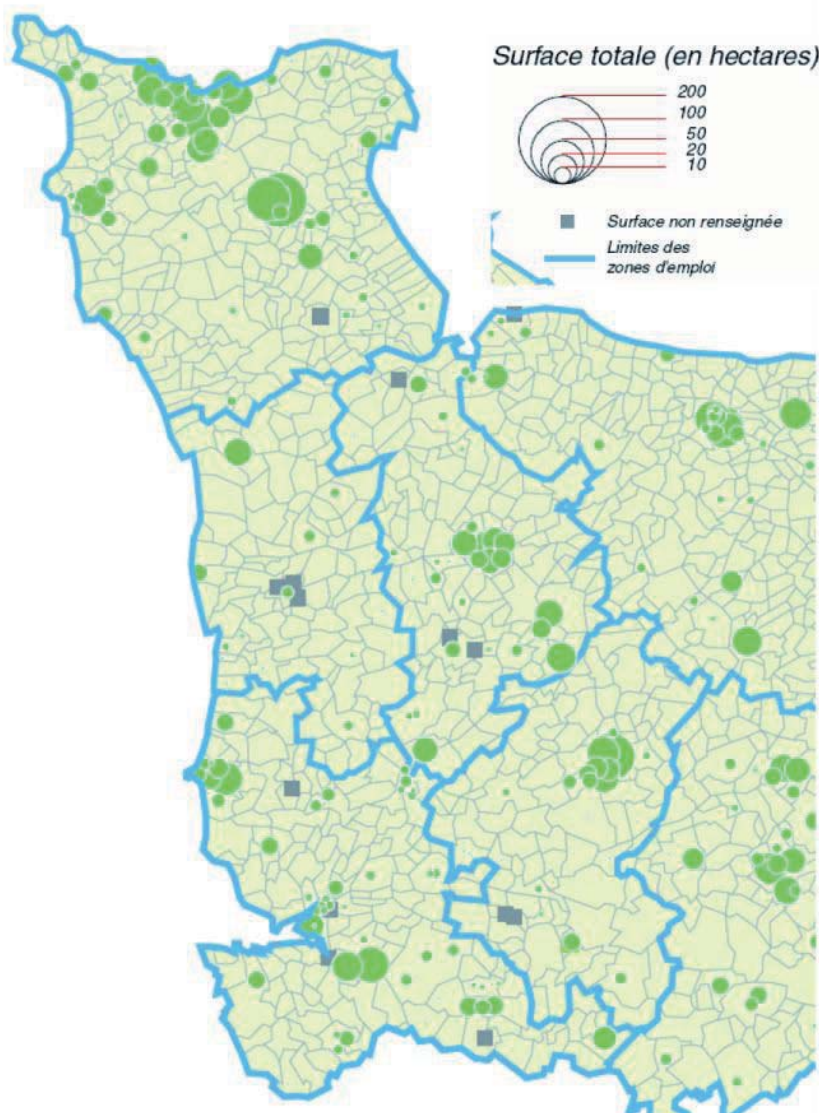 Surface totale (en hectares)
200
100
50
20
10
Surface non renseignée
Limites des
zones d'emploi